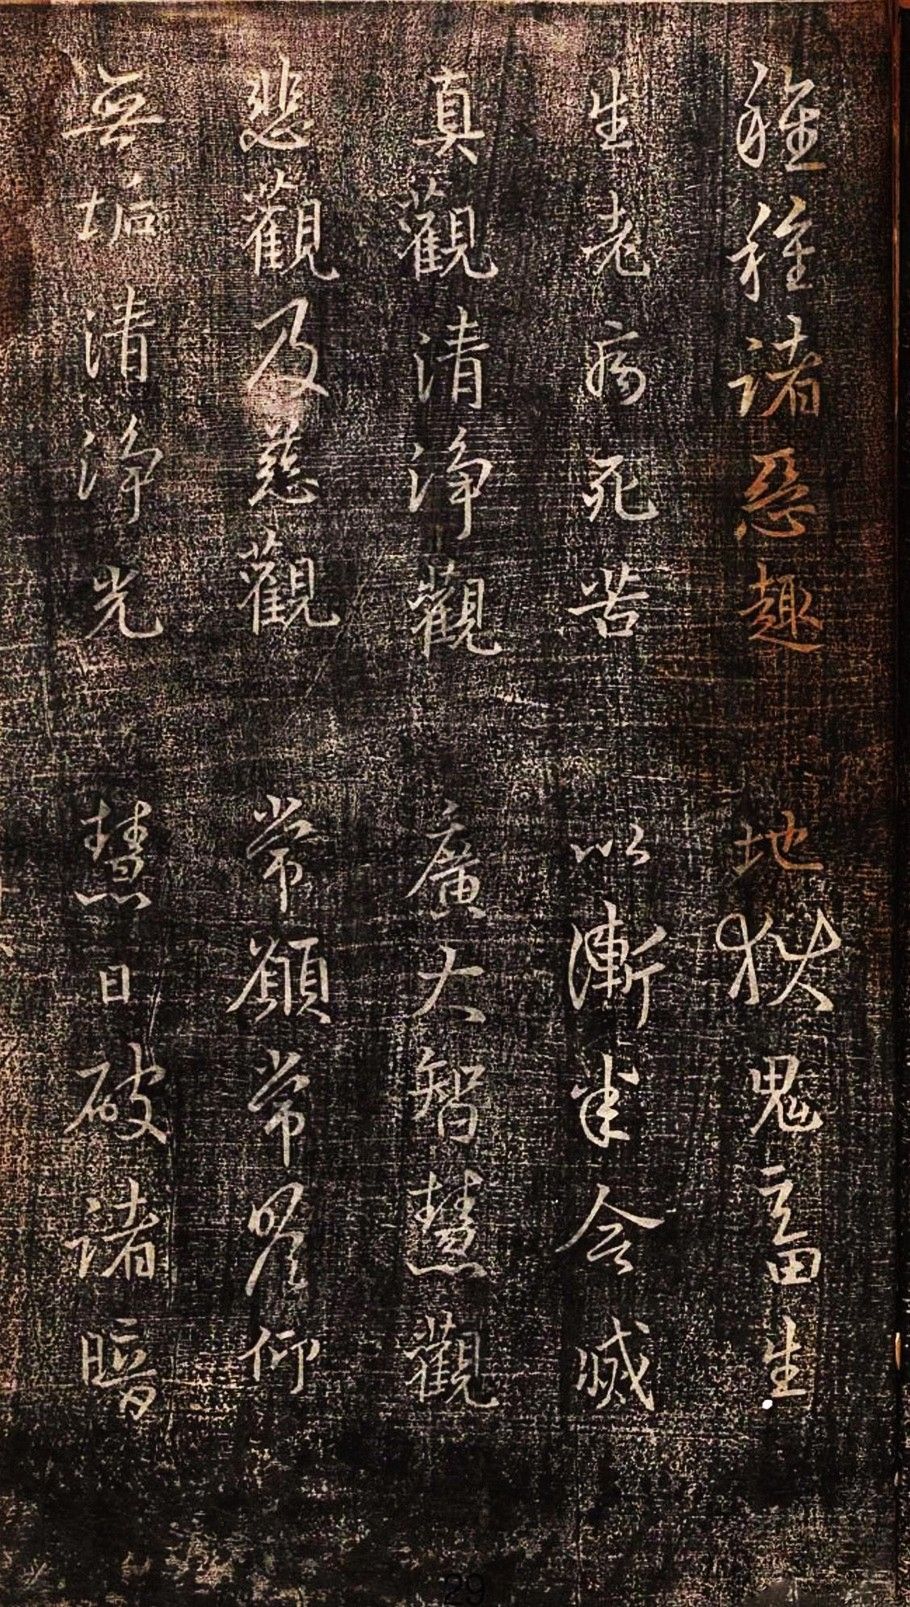 種種諸惡趣 地獄鬼畜生
生老病死苦 以漸悉令滅
真觀清淨觀 廣大智慧觀
悲觀及慈觀 常願常瞻仰
無垢清淨光 慧日破諸暗
29